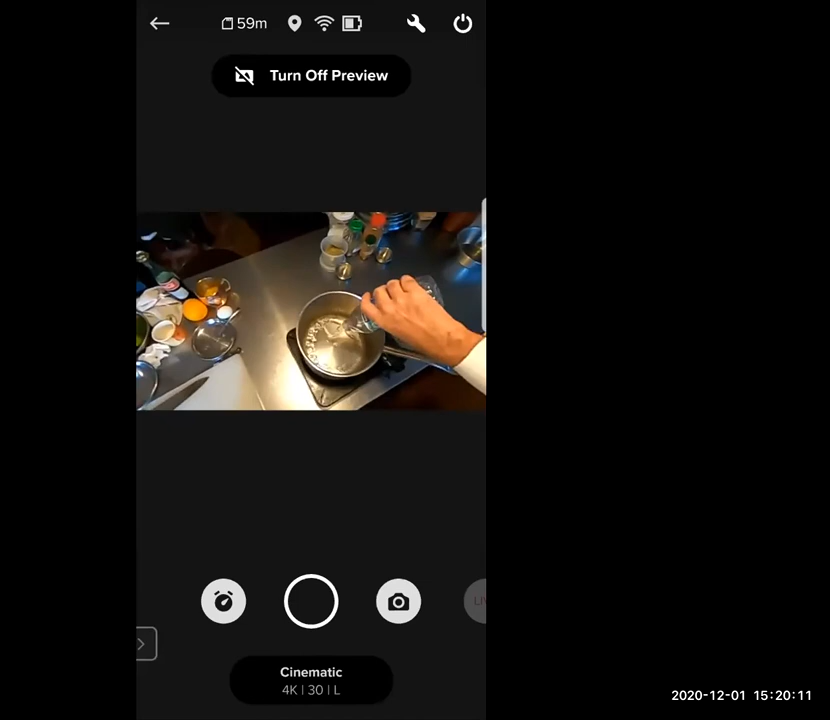 59m
Turn Off Preview
Cinematic
4K | 30 | L
2020-12-01 15:20:11